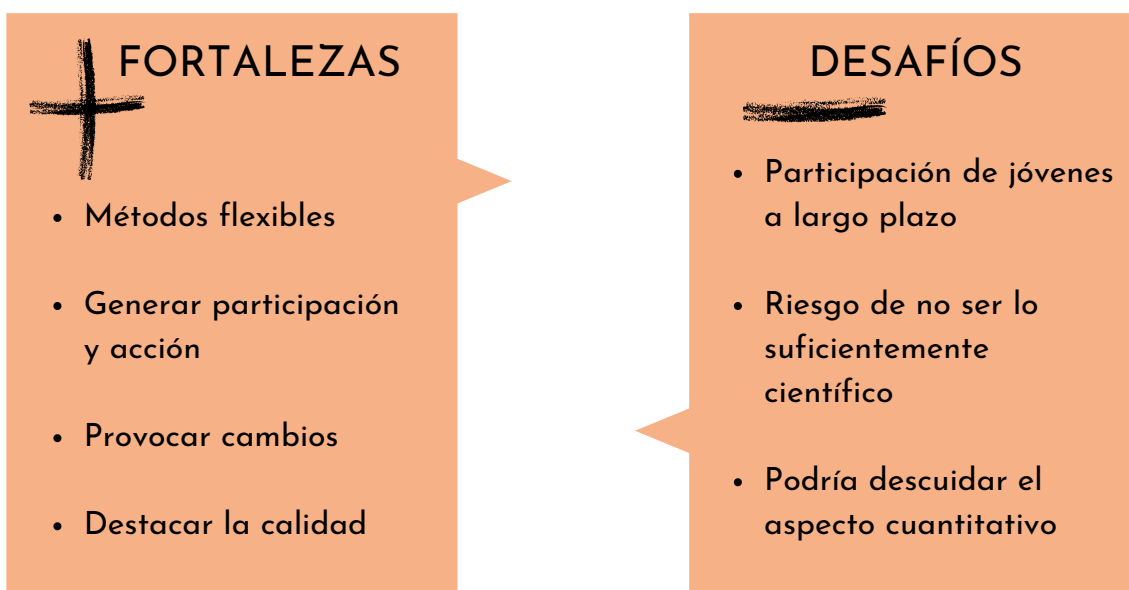 FORTALEZAS
• Métodos flexibles
• Generar participación
y acción
• Provocar cambios
• Destacar la calidad
DESAFÍOS
• Participación de jóvenes
a largo plazo
• Riesgo de no ser lo
suficientemente
científico
• Podría descuidar el
aspecto cuantitativo